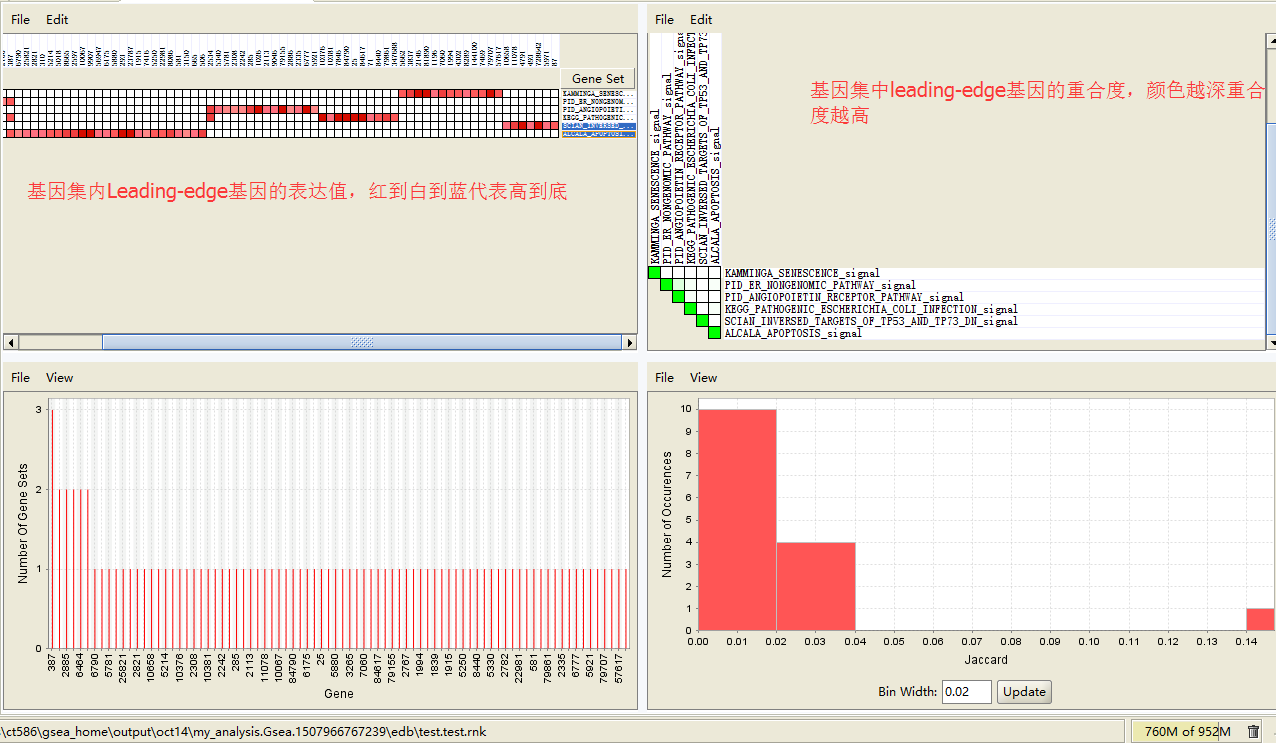 File Edit
Gene Set
KAMMINGA_SENESC...
PID_ER_NONGENOM...
PID_ANGIOPOIETI...
KEGG_PATHOGENIC...
SCIAN_INVERSED_...
ALCALA_APOPTOSI...
基因集内Leading-edge基因的表达值，红到白到蓝代表高到底
File Edit
KAMMINGA_SENESCENCE_signal
PID_ER_NONGENOMIC_PATHWAY_signal
PID_ANGIOPOIETIN_RECEPTOR_PATHWAY_signal
KEGG_PATHOGENIC_ESCHERICHIA_COLI_INFECT
SCIAN_INVERSED_TARGETS_OF_TP53_AND_TP73
ALCALA_APOPTOSIS_signal
基因集中leading-edge基因的重合度，颜色越深重合
度越高
KAMMINGA_SENESCENCE_signal
PID_ER_NONGENOMIC_PATHWAY_signal
PID_ANGIOPOIETIN_RECEPTOR_PATHWAY_signal
KEGG_PATHOGENIC_ESCHERICHIA_COLI_INFECTION_signal
SCIAN_INVERSED_TARGETS_OF_TP53_AND_TP73_DN_signal
ALCALA_APOPTOSIS_signal
File View
Number Of Gene Sets
3
2
1
0
387 2885 6464 6790 5781 25821 8821 10658 5214 10376 2308 10381 2242 285 2113 11078 10067 84790 6175 25 5880 3265 7060 84617 79155 2767 1944 1839 1915 5250 8440 5330 2782 22981 581 79861 2335 6777 5921 79707 57617
Gene
File View
Number of Occurences
10
9
8
7
6
5
4
3
2
1
0
0.00 0.01 0.02 0.03 0.04 0.05 0.06 0.07 0.08 0.09 0.10 0.11 0.12 0.13 0.14
Jaccard
Bin Width: 0.02 Update
\ct586\gsea_home\output\oct14\my_analysis.Gsea.1507966767239\edb\test.test.rnk
760M of 952M